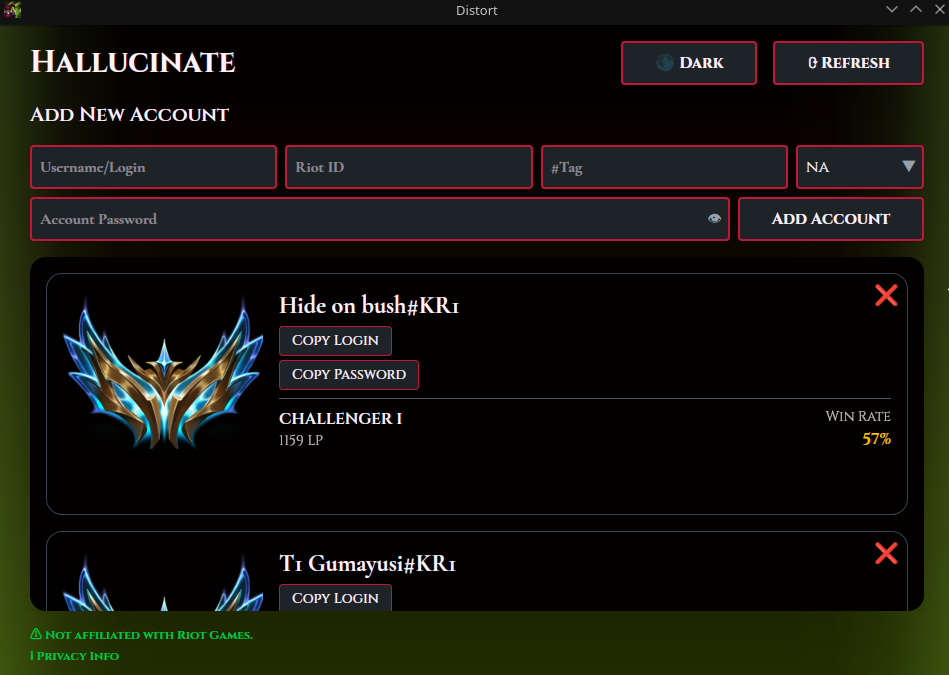 Distort
Hallucinate
Dark
Refresh
Add New Account
Username/Login
Riot ID
#Tag
NA
Account Password
Add Account
Hide on bush#KR1
Copy Login
Copy Password
CHALLENGER I
Win Rate
1159 LP
57%
T1 Gumayusi#KR1
Copy Login
⚠ Not affiliated with Riot Games.
ℹ Privacy Info